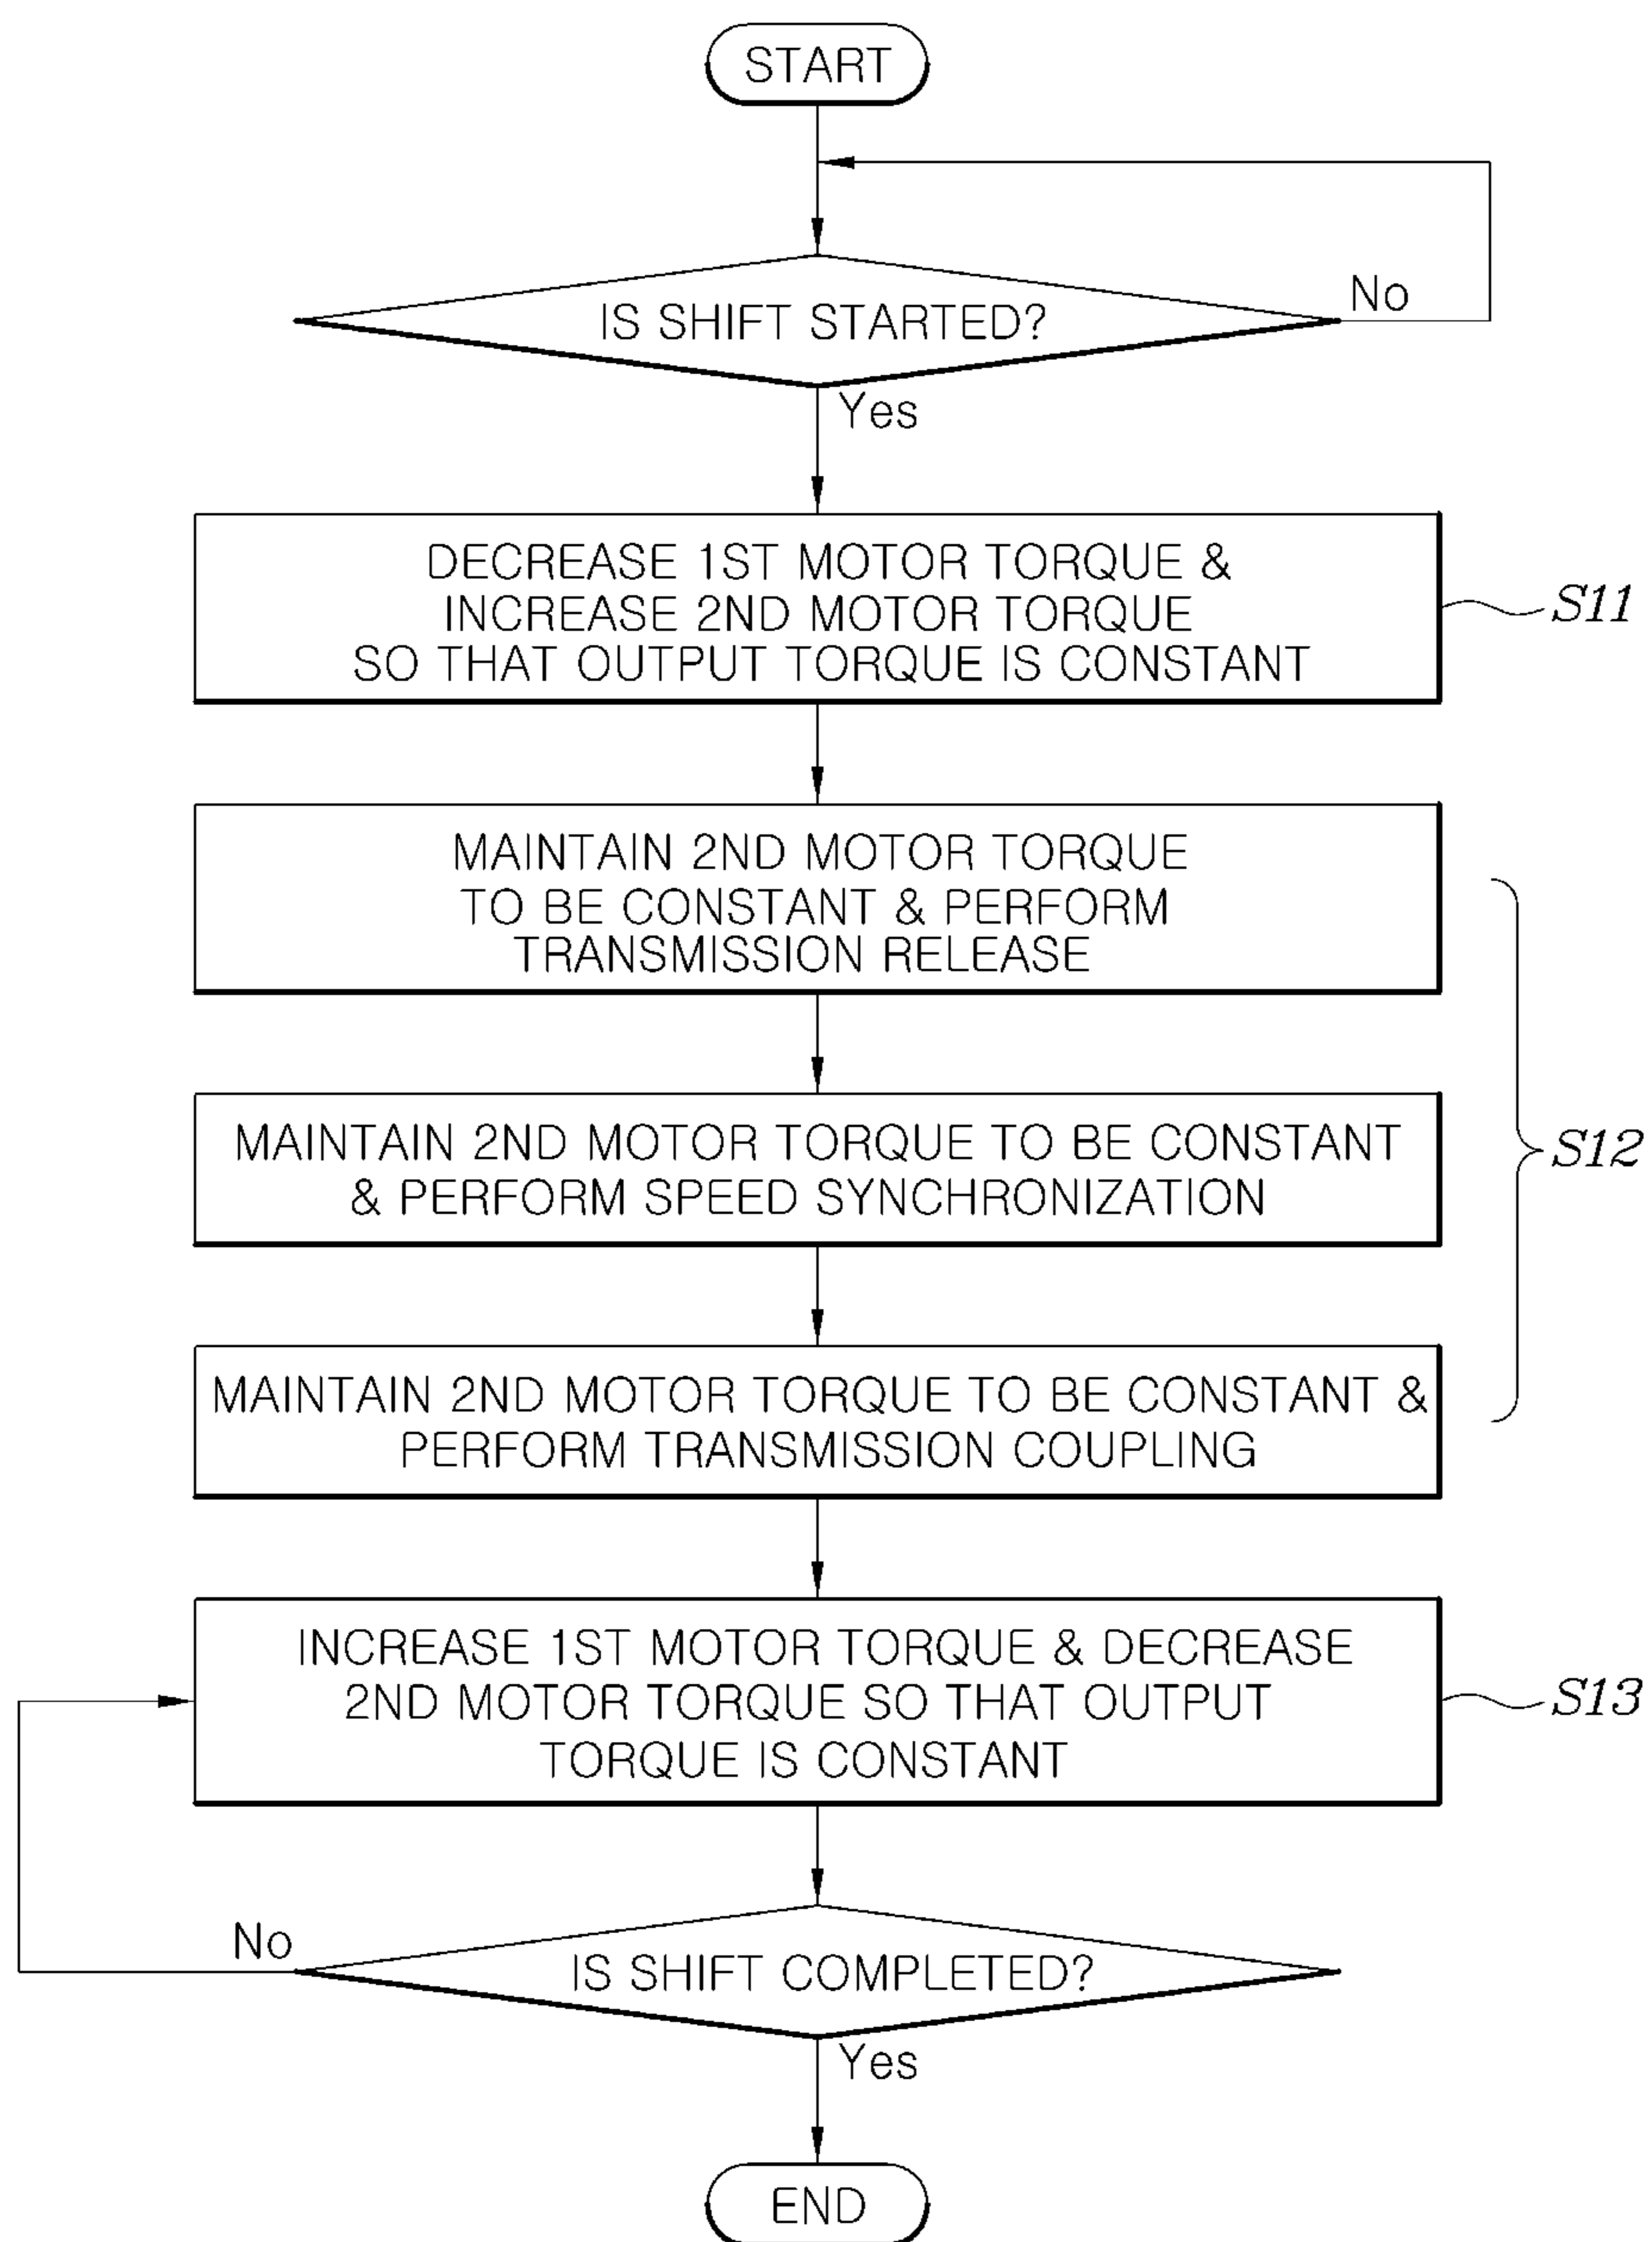 START
IS SHIFT STARTED?
No
Yes
DECREASE 1ST MOTOR TORQUE &
INCREASE 2ND MOTOR TORQUE
SO THAT OUTPUT TORQUE IS CONSTANT
S11
MAINTAIN 2ND MOTOR TORQUE
TO BE CONSTANT & PERFORM
TRANSMISSION RELEASE
MAINTAIN 2ND MOTOR TORQUE TO BE CONSTANT
& PERFORM SPEED SYNCHRONIZATION
S12
MAINTAIN 2ND MOTOR TORQUE TO BE CONSTANT &
PERFORM TRANSMISSION COUPLING
INCREASE 1ST MOTOR TORQUE & DECREASE
2ND MOTOR TORQUE SO THAT OUTPUT
TORQUE IS CONSTANT
S13
No
IS SHIFT COMPLETED?
Yes
END